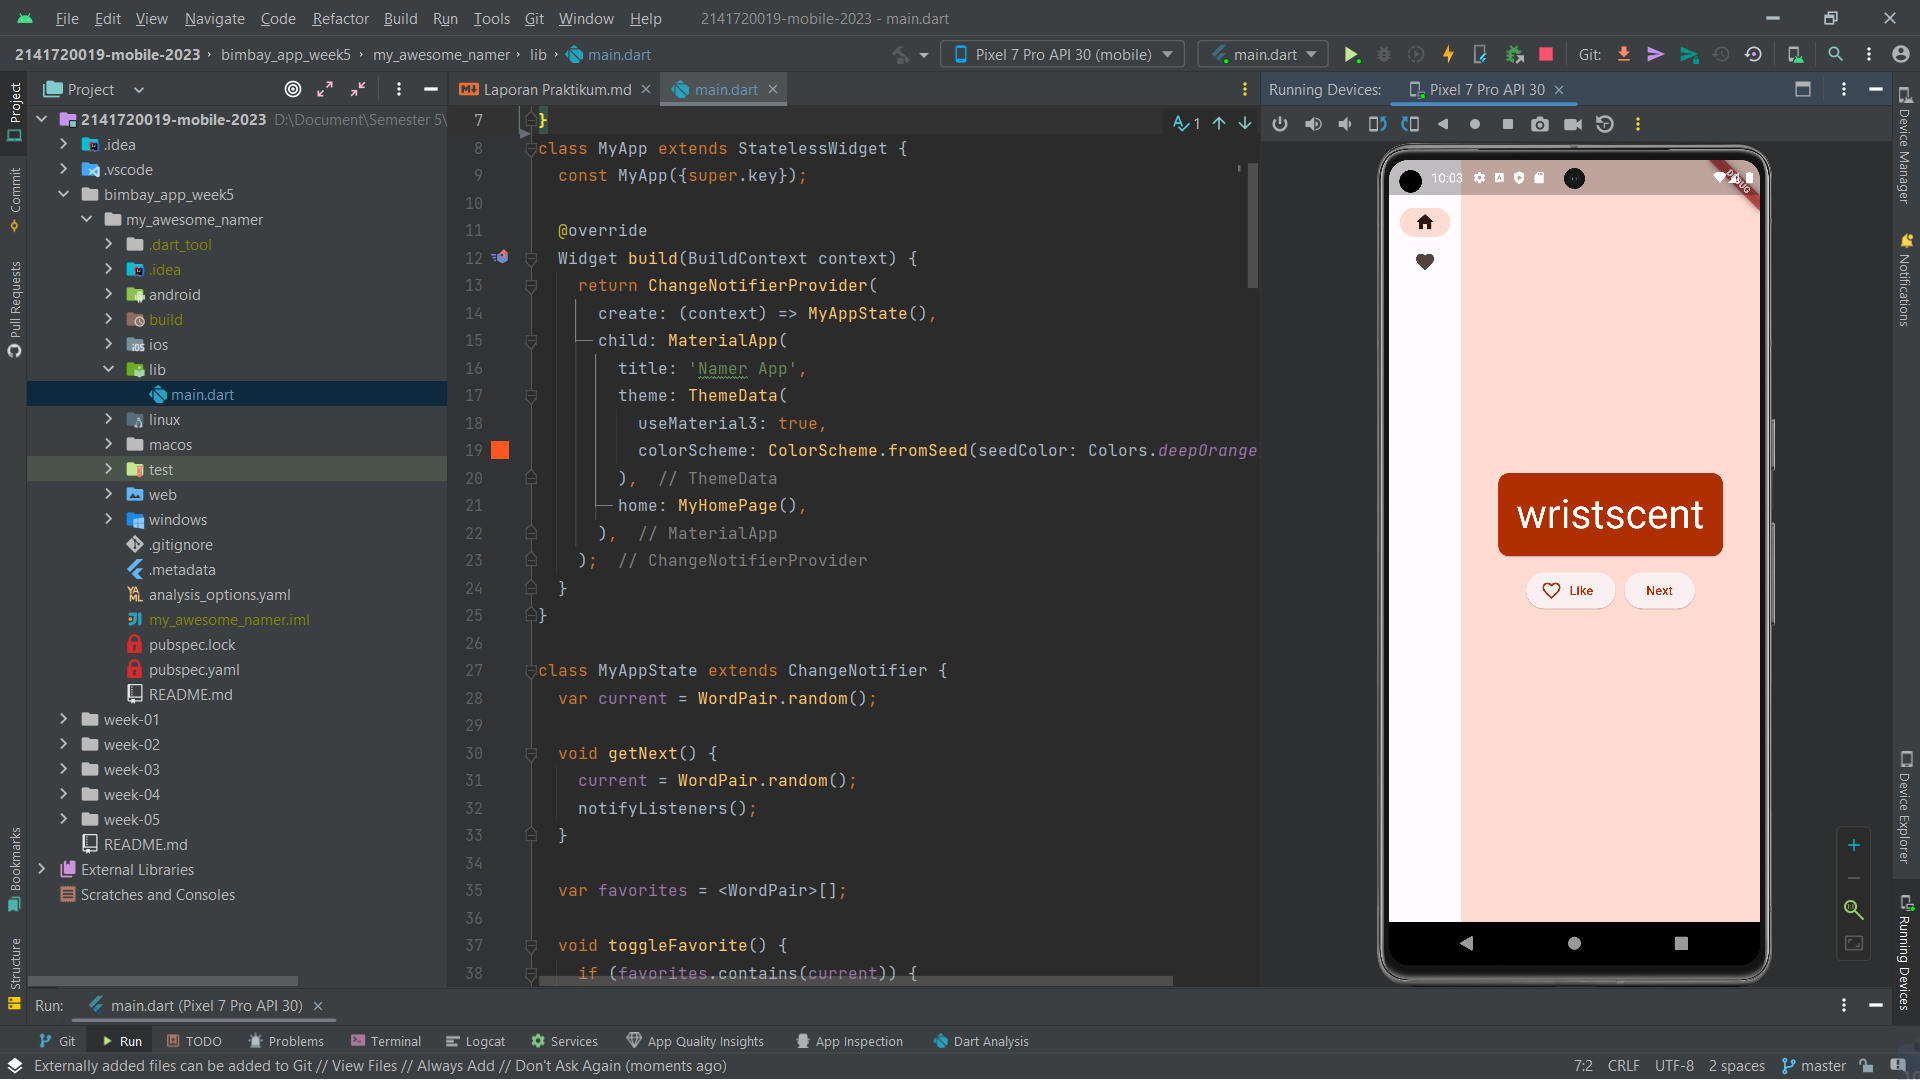 File Edit View Navigate Code Refactor Build Run Tools Git Window Help 2141720019-mobile-2023 - main.dart
2141720019-mobile-2023 bimbay_app_week5 my_awesome_namer lib main.dart Pixel 7 Pro API 30 (mobile) main.dart Git:
Project Laporan Praktikum.md main.dart Running Devices: Pixel 7 Pro API 30
Project
Commit
Pull Requests
Bookmarks
Structure
2141720019-mobile-2023 D:\Document\Semester 5\
.idea
.vscode
bimbay_app_week5
my_awesome_namer
.dart_tool
.idea
android
build
ios
lib
main.dart
linux
macos
test
web
windows
.gitignore
.metadata
analysis_options.yaml
my_awesome_namer.iml
pubspec.lock
pubspec.yaml
README.md
week-01
week-02
week-03
week-04
week-05
README.md
External Libraries
Scratches and Consoles
7 } 1
8 class MyApp extends StatelessWidget {
9 const MyApp({super.key});
10
11 @override
12 Widget build(BuildContext context) {
13 return ChangeNotifierProvider(
14 create: (context) => MyAppState(),
15 child: MaterialApp(
16 title: 'Namer App',
17 theme: ThemeData(
18 useMaterial3: true,
19 colorScheme: ColorScheme.fromSeed(seedColor: Colors.deepOrange
20 ), // ThemeData
21 home: MyHomePage(),
22 ), // MaterialApp
23 ); // ChangeNotifierProvider
24 }
25 }
26
27 class MyAppState extends ChangeNotifier {
28 var current = WordPair.random();
29
30 void getNext() {
31 current = WordPair.random();
32 notifyListeners();
33 }
34
35 var favorites = <WordPair>[];
36
37 void toggleFavorite() {
38 if (favorites.contains(current)) {
10:03
DEBUG
wristscent
Like Next
Device Manager
Notifications
Device Explorer
Running Devices
Run: main.dart (Pixel 7 Pro API 30)
Git Run TODO Problems Terminal Logcat Services App Quality Insights App Inspection Dart Analysis
Externally added files can be added to Git // View Files // Always Add // Don't Ask Again (moments ago) 7:2 CRLF UTF-8 2 spaces master